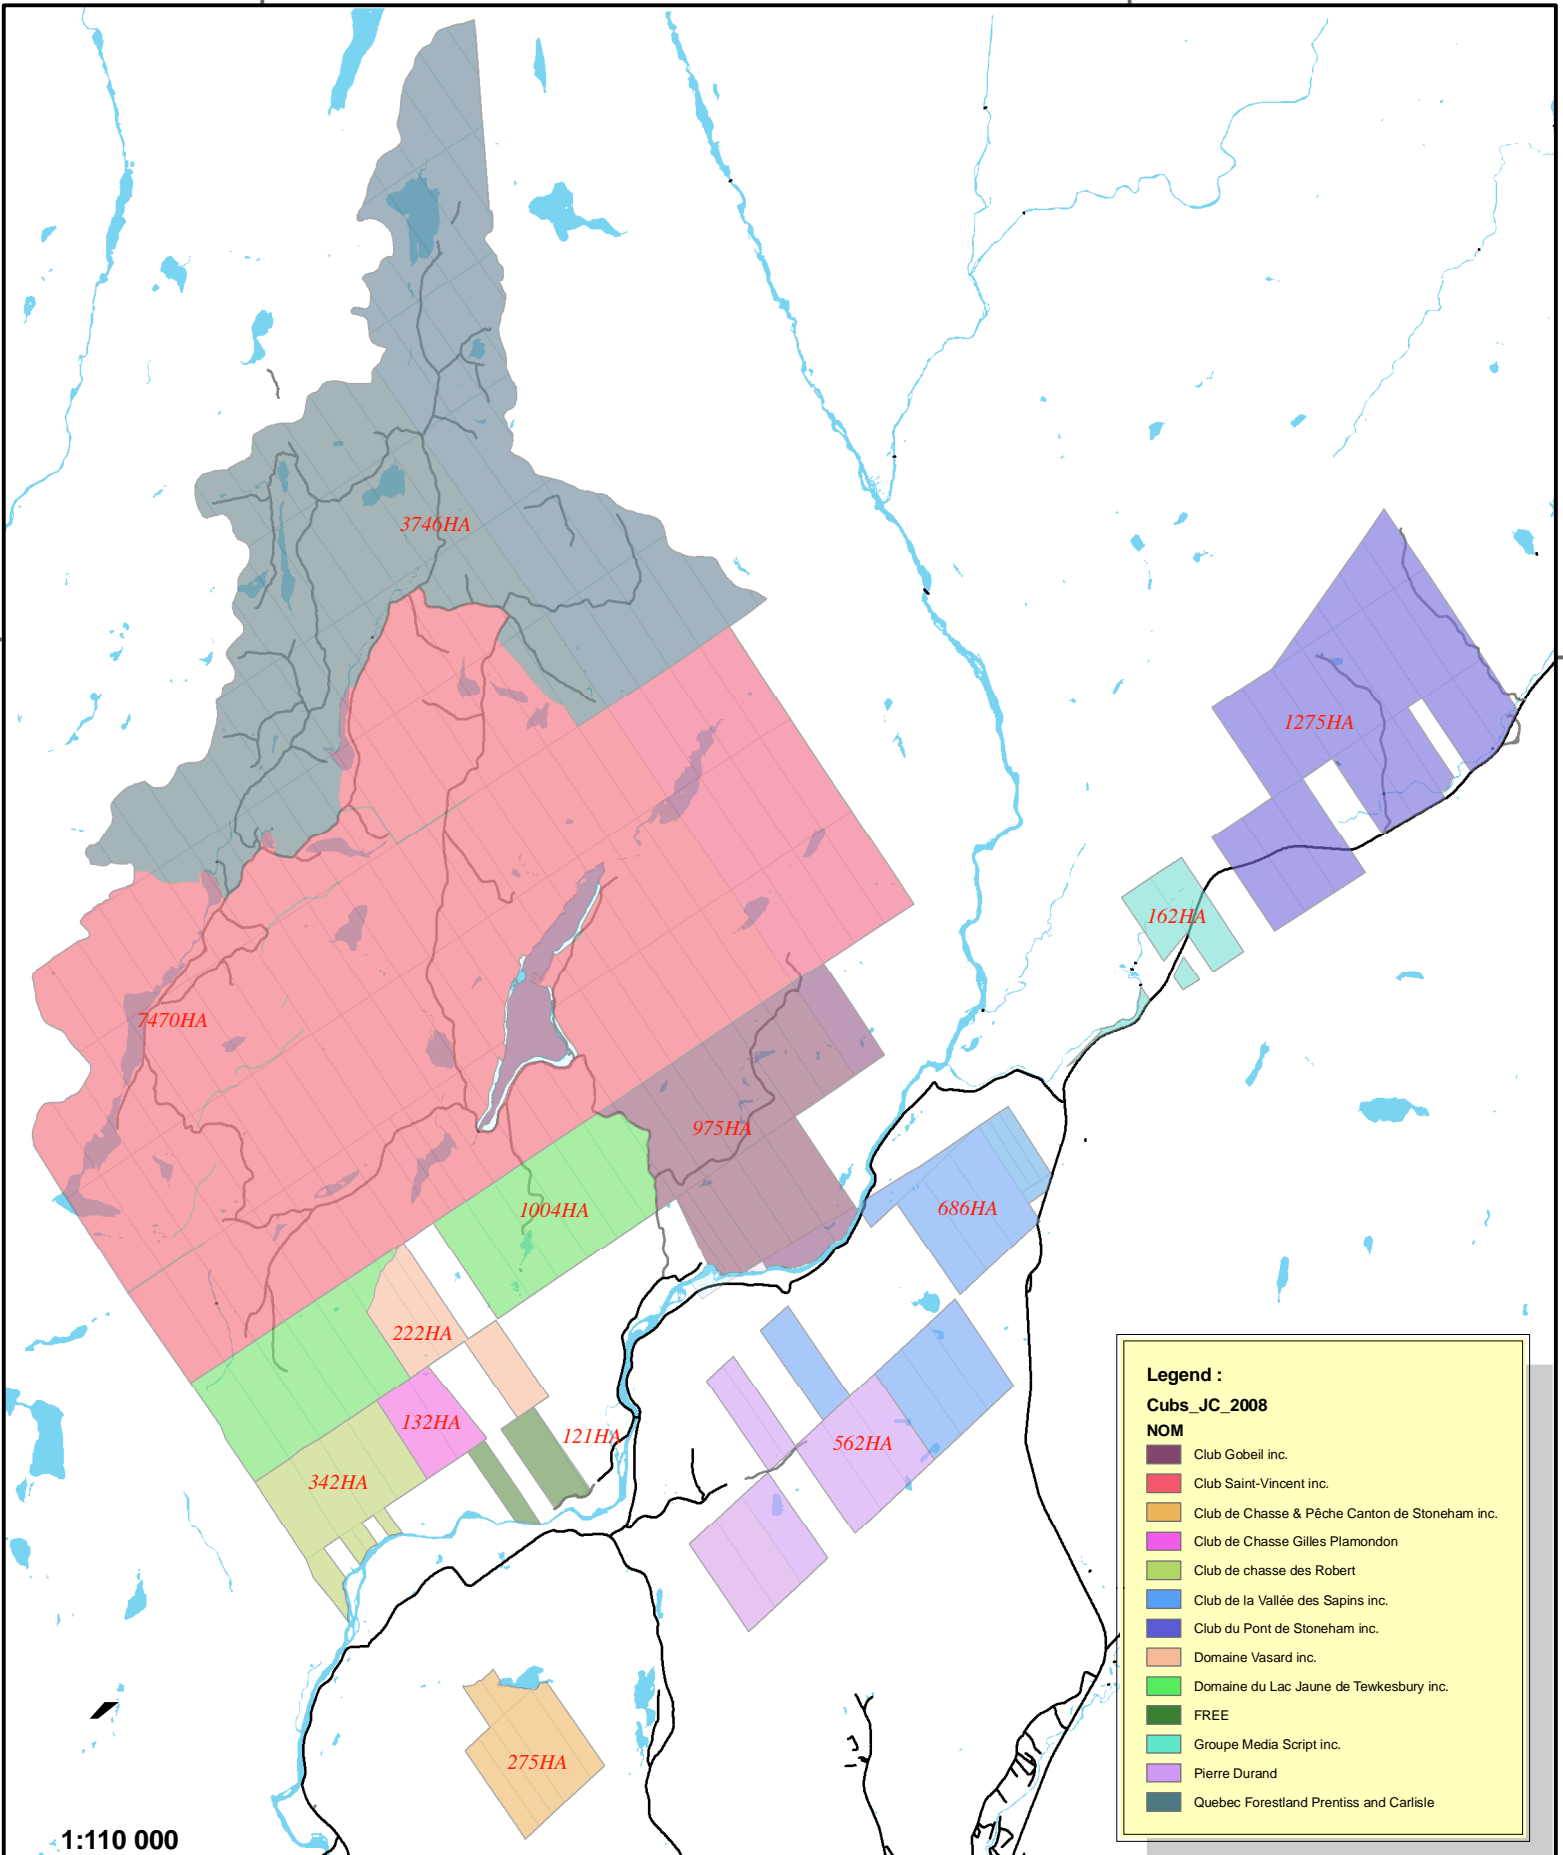 3746HA
1275HA
162HA
7470HA
975HA
1004HA
686HA
222HA
132HA
121HA
562HA
342HA
275HA
1:110 000
Legend :
Cubs_JC_2008
NOM
Club Gobeil inc.
Club Saint-Vincent inc.
Club de Chasse & Pêche Canton de Stoneham inc.
Club de Chasse Gilles Plamondon
Club de chasse des Robert
Club de la Vallée des Sapins inc.
Club du Pont de Stoneham inc.
Domaine Vasard inc.
Domaine du Lac Jaune de Tewkesbury inc.
FREE
Groupe Media Script inc.
Pierre Durand
Quebec Forestland Prentiss and Carlisle